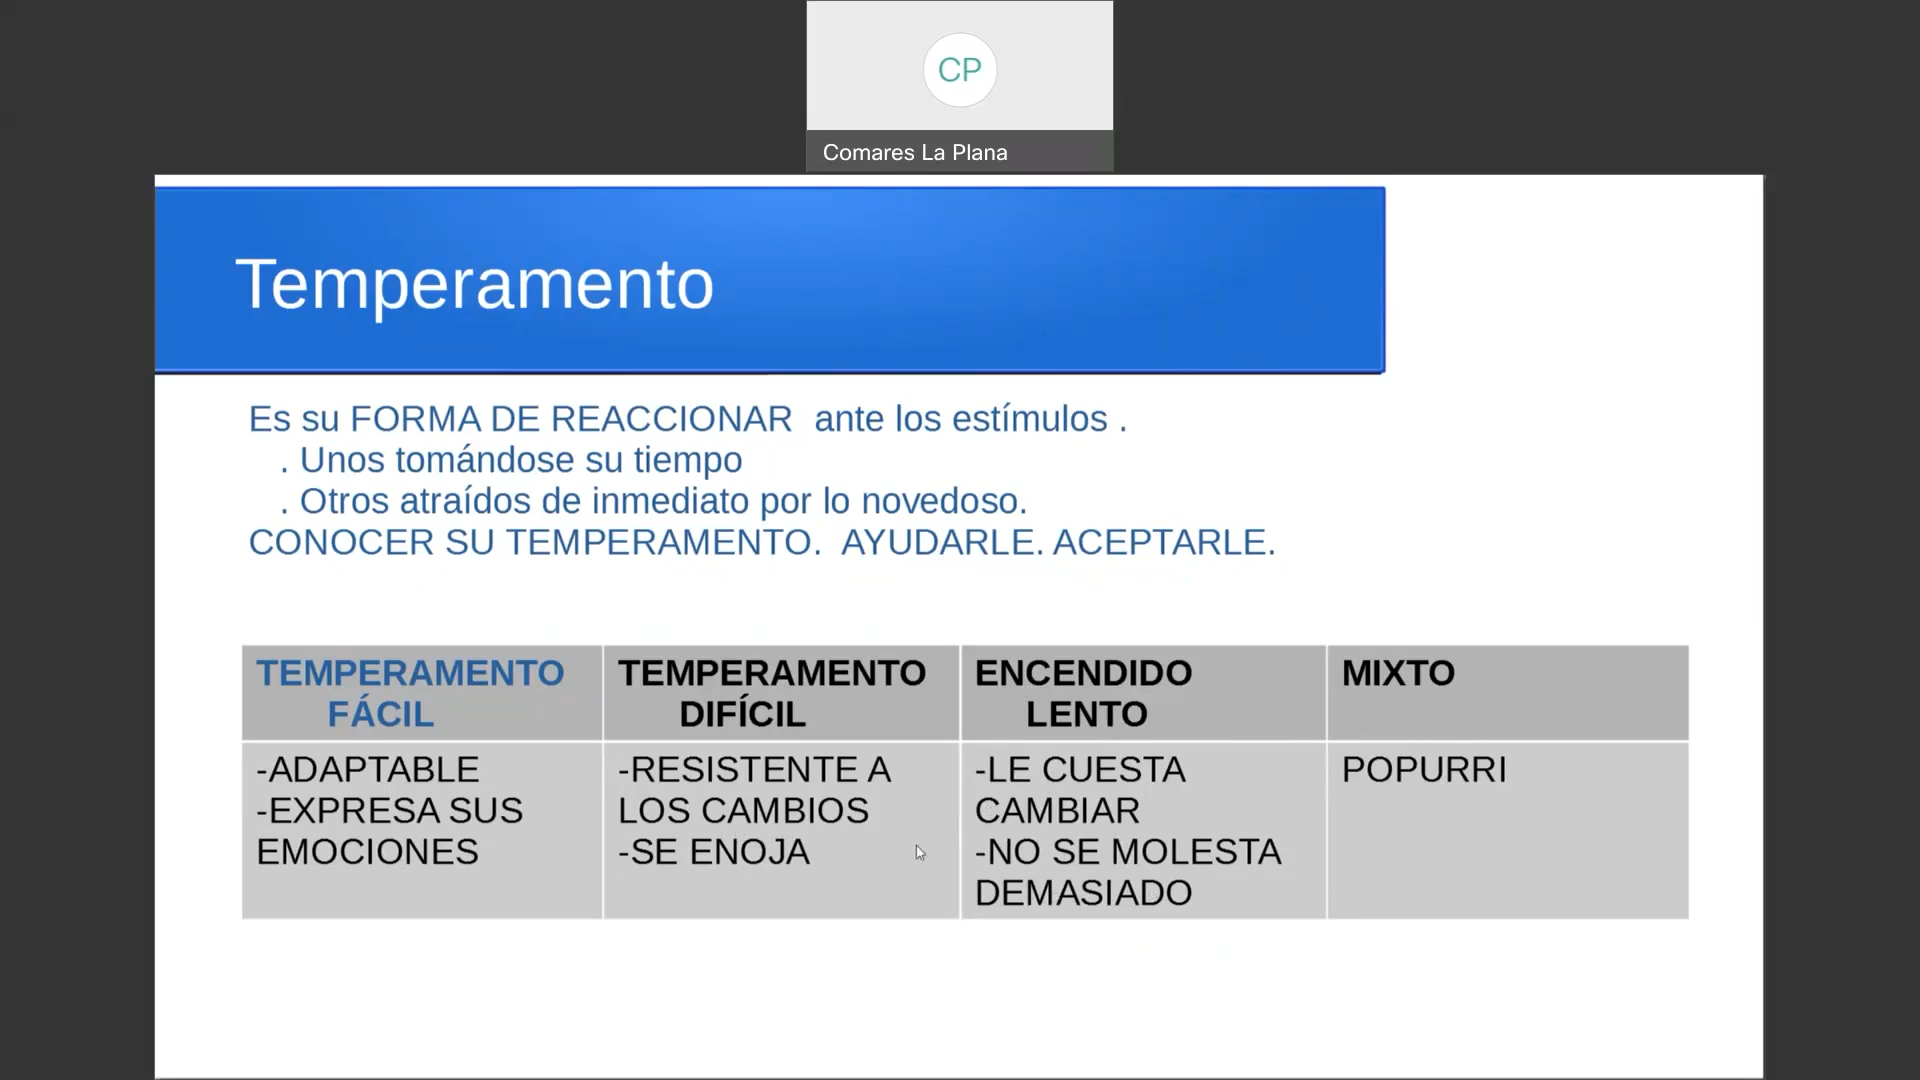 CP
Comares La Plana
Temperamento
Es su FORMA DE REACCIONAR  ante los estímulos .
. Unos tomándose su tiempo
. Otros atraídos de inmediato por lo novedoso.
CONOCER SU TEMPERAMENTO.  AYUDARLE. ACEPTARLE.
TEMPERAMENTO
FÁCIL
TEMPERAMENTO
DIFÍCIL
ENCENDIDO
LENTO
MIXTO
-ADAPTABLE
-EXPRESA SUS
EMOCIONES
-RESISTENTE A
LOS CAMBIOS
-SE ENOJA
-LE CUESTA
CAMBIAR
-NO SE MOLESTA
DEMASIADO
POPURRI